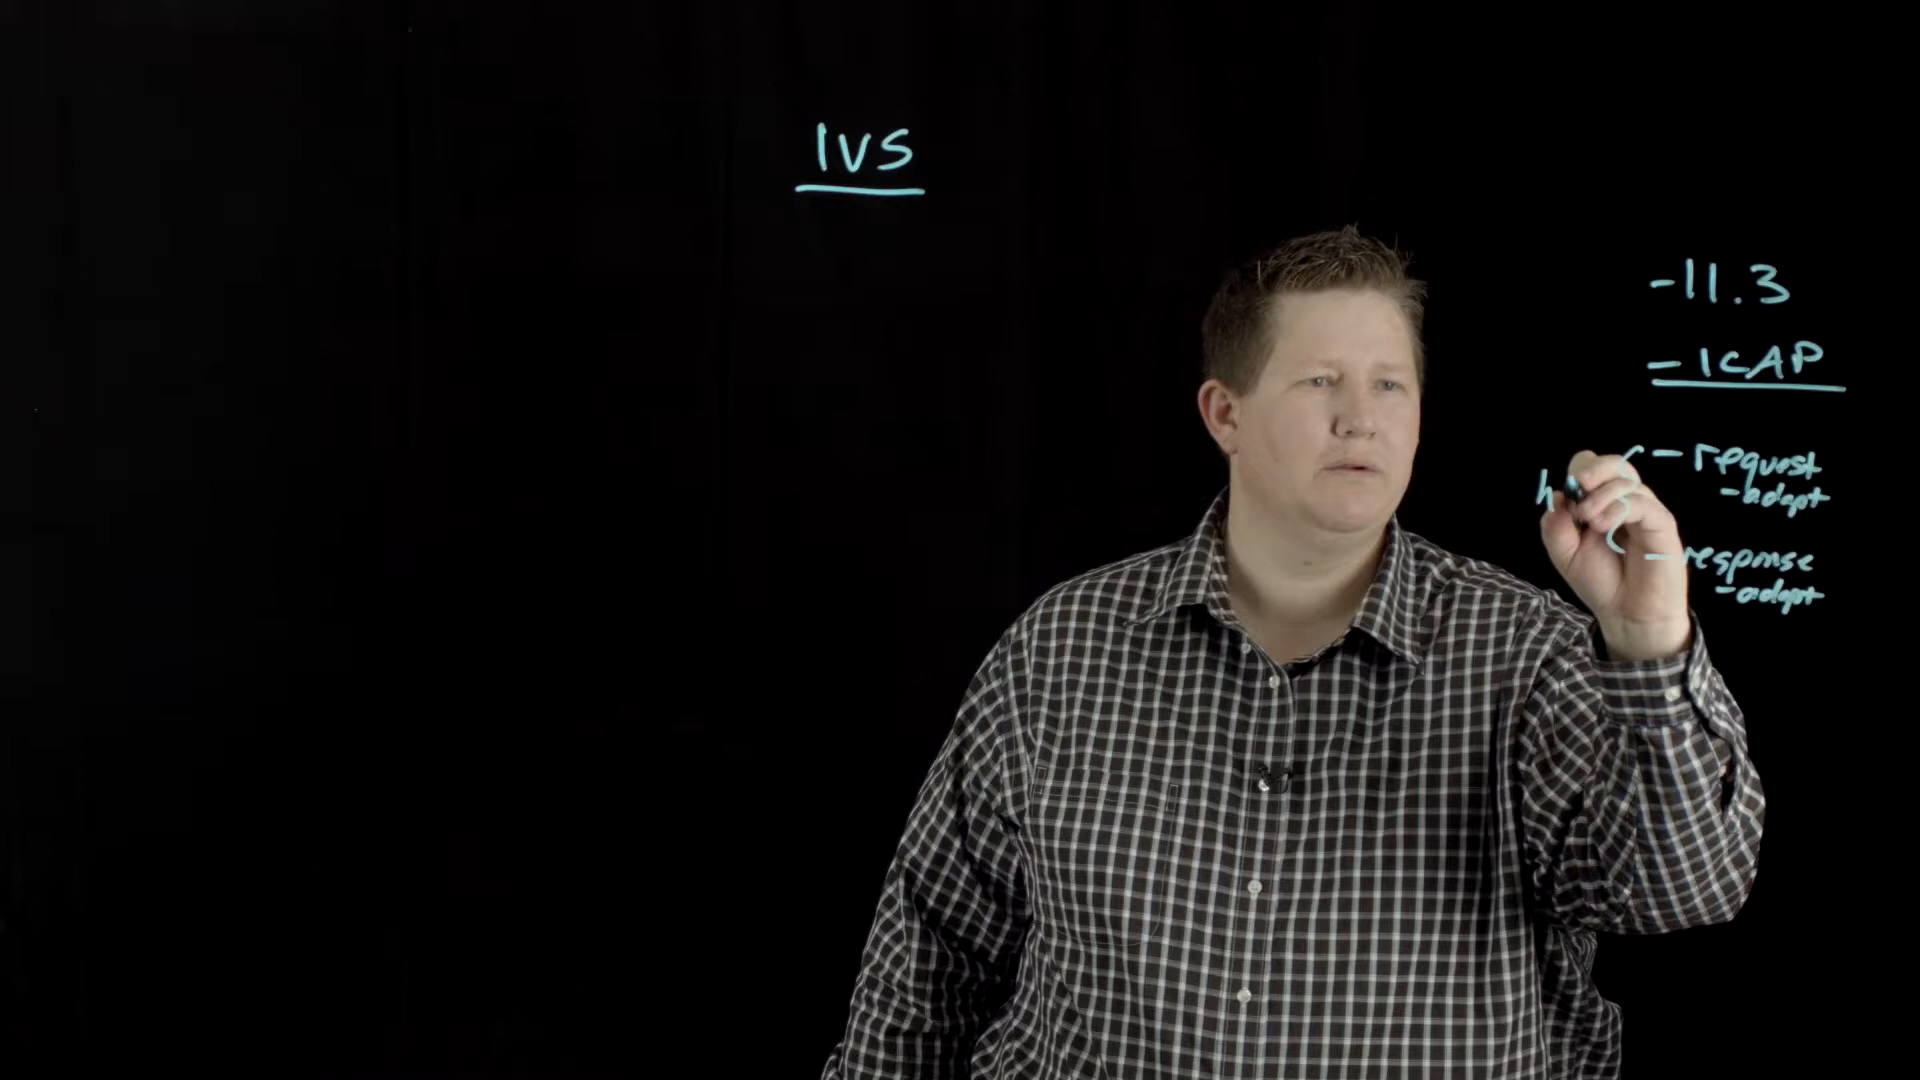 IVS
-11.3
- ICAP
- request
- adapt
h
- response
- adapt